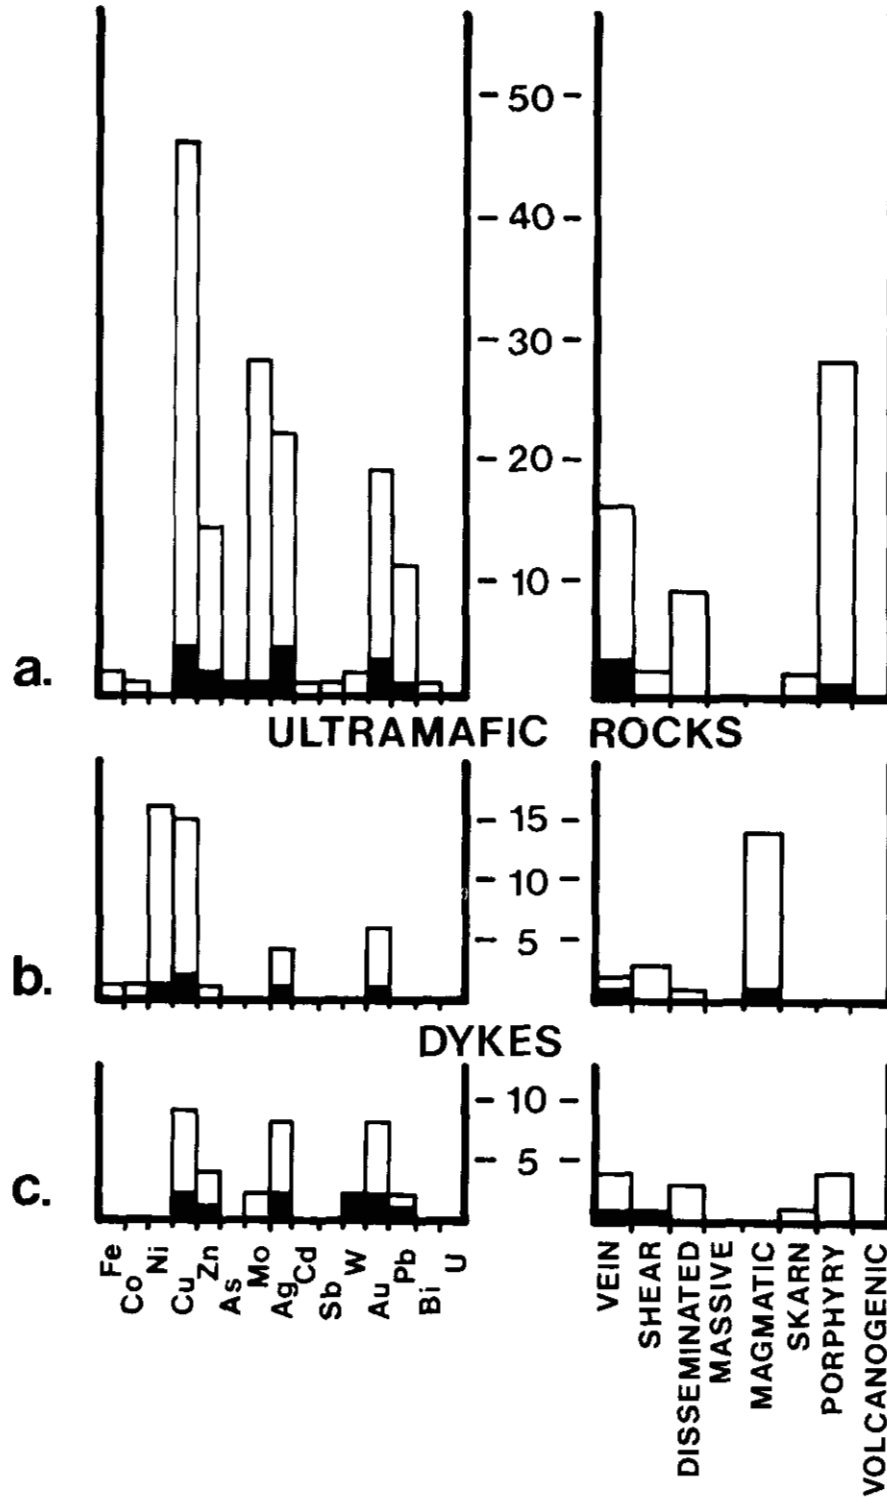 - 50 -
- 40 -
- 30 -
- 20 -
- 10 -
a.
ULTRAMAFIC ROCKS
- 15 -
- 10 -
- 5 -
b.
DYKES
- 10 -
- 5 -
c.
Fe Co Ni Cu Zn As Mo Ag Cd Sb W Au Pb Bi U
VEIN
SHEAR
DISSEMINATED
MASSIVE
MAGMATIC
SKARN
PORPHYRY
VOLCANOGENIC